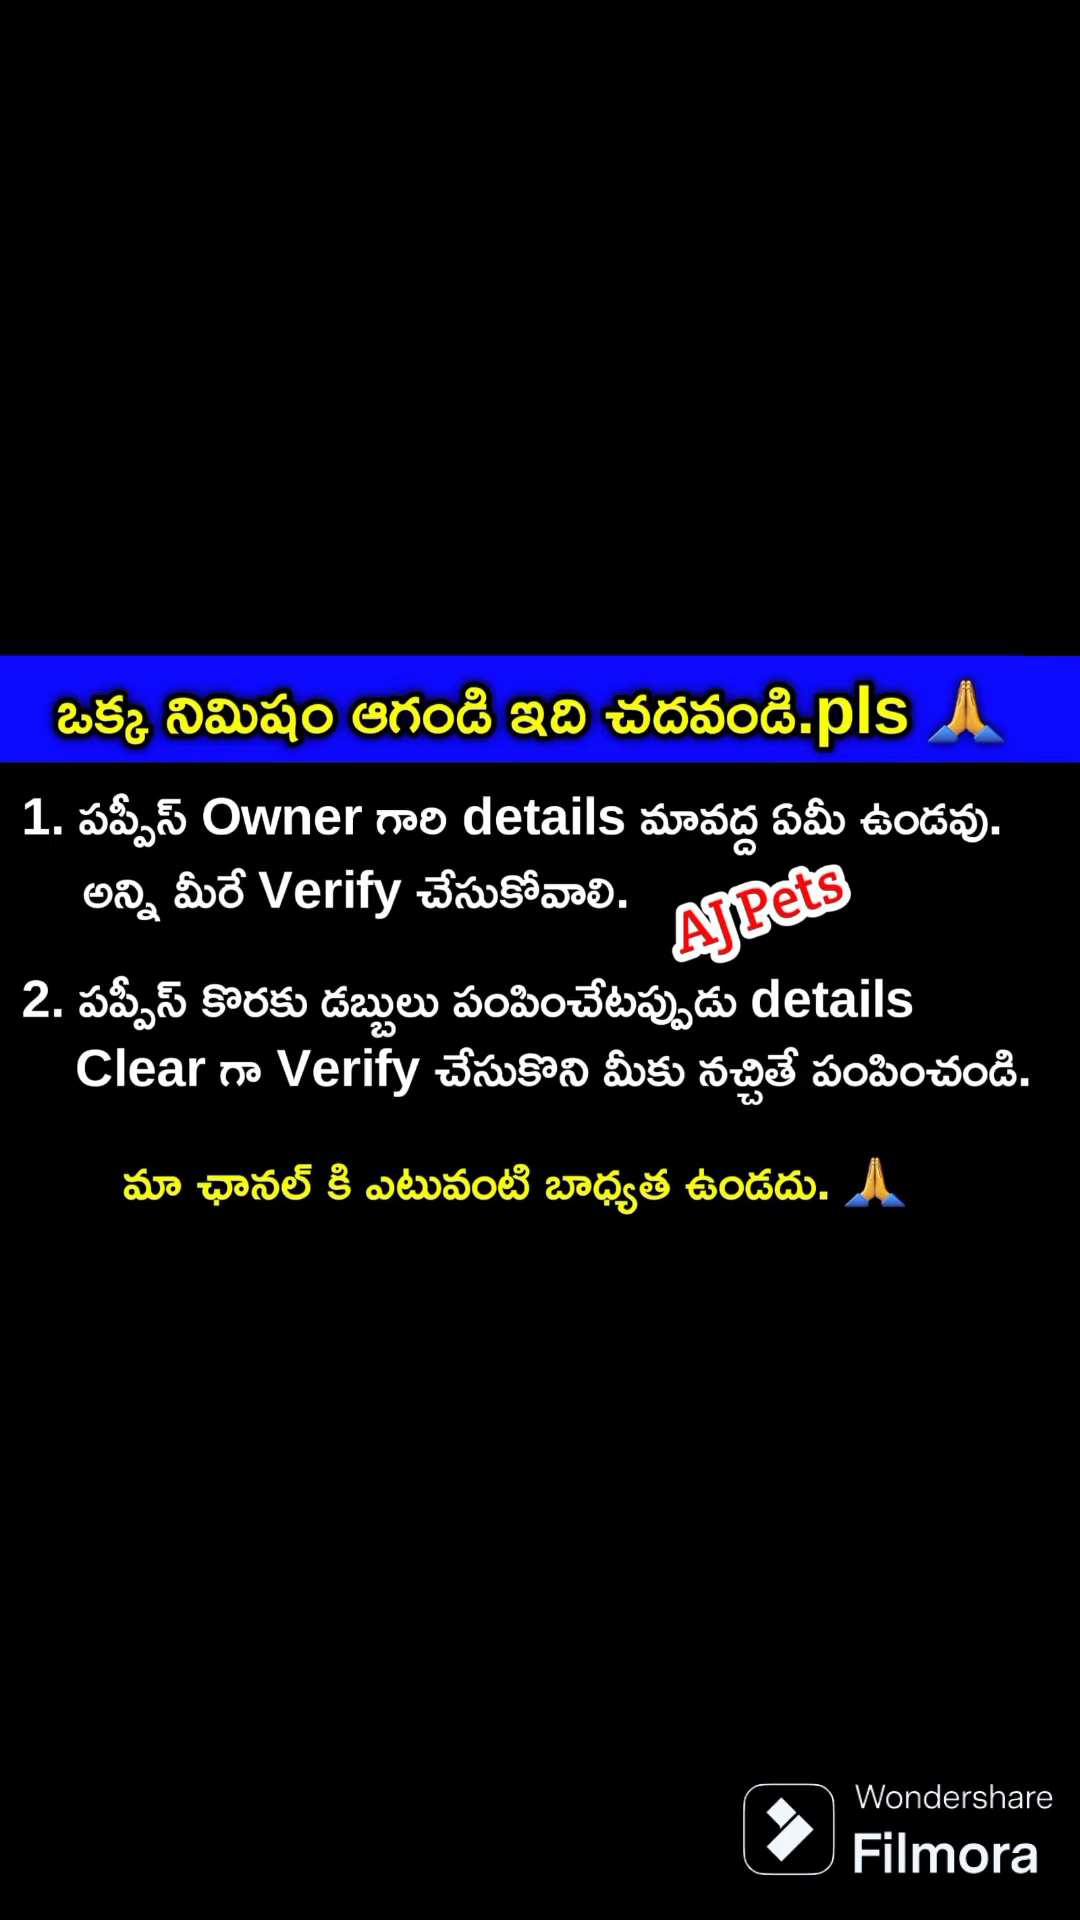 ఒక్క నిమిషం ఆగండి ఇది చదవండి.pls 🙏
1. పప్పీస్ Owner గారి details మావద్ద ఏమీ ఉండవు.
అన్ని మీరే Verify చేసుకోవాలి.
AJ Pets
2. పప్పీస్ కొరకు డబ్బులు పంపించేటప్పుడు details
Clear గా Verify చేసుకొని మీకు నచ్చితే పంపించండి.
మా ఛానల్ కి ఎటువంటి బాధ్యత ఉండదు. 🙏
Wondershare
Filmora